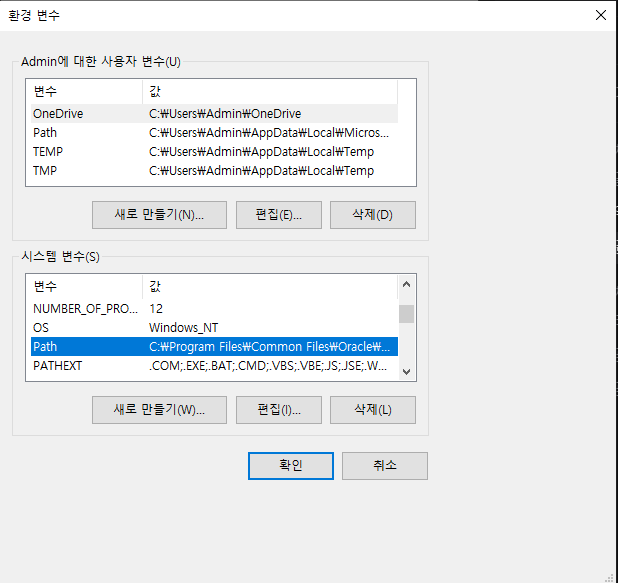 환경 변수
Admin에 대한 사용자 변수(U)
변수 값
OneDrive C:₩Users₩Admin₩OneDrive
Path C:₩Users₩Admin₩AppData₩Local₩Micros...
TEMP C:₩Users₩Admin₩AppData₩Local₩Temp
TMP C:₩Users₩Admin₩AppData₩Local₩Temp
새로 만들기(N)... 편집(E)... 삭제(D)
시스템 변수(S)
변수 값
NUMBER_OF_PRO... 12
OS Windows_NT
Path C:₩Program Files₩Common Files₩Oracle₩...
PATHEXT .COM;.EXE;.BAT;.CMD;.VBS;.VBE;.JS;.JSE;.W...
새로 만들기(W)... 편집(I)... 삭제(L)
확인 취소